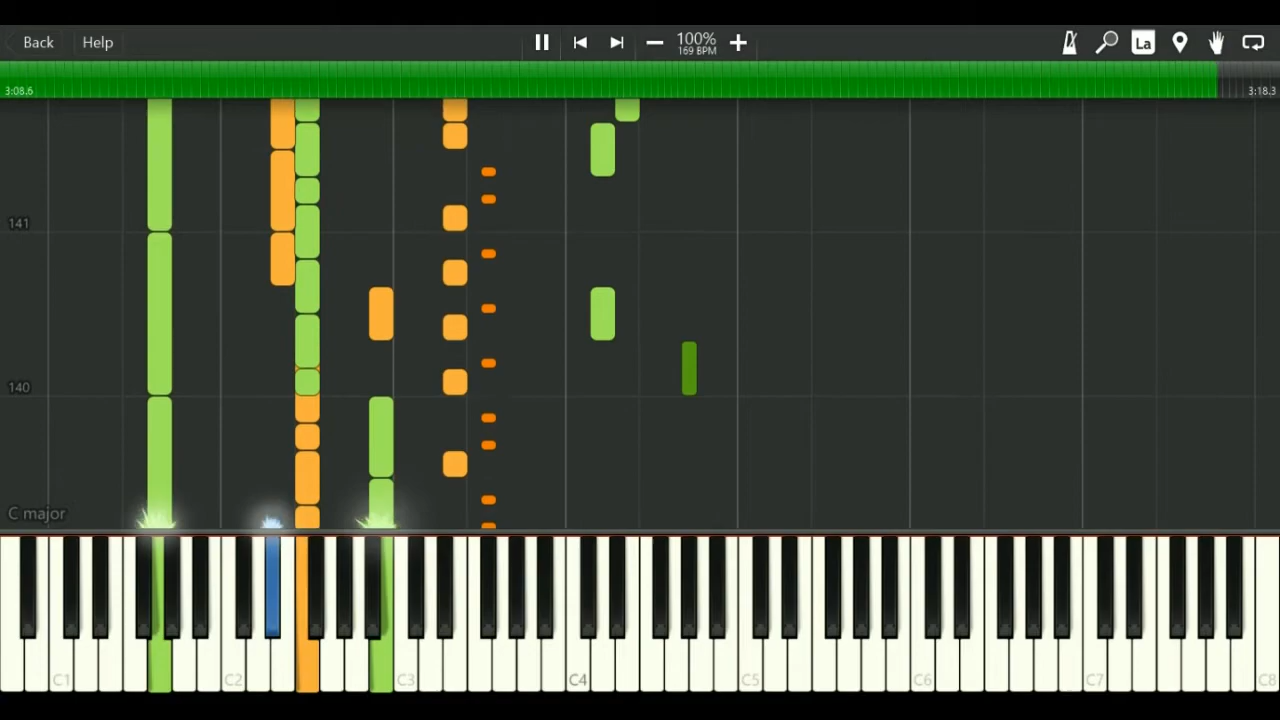 Back Help 100% La
169 BPM
3:08.6 3:18.3
141
140
C major
C1 C2 C3 C4 C5 C6 C7 C8